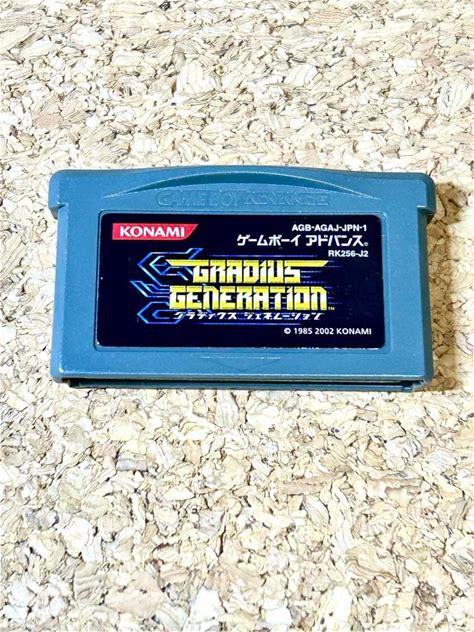 GAME BOY ADVANCE
KONAMI
AGB-AGAJ-JPN-1
ゲームボーイ アドバンス®
RK256-J2
GRADIUS
GENERATION™
グラディウス ジェネレーション
© 1985 2002 KONAMI